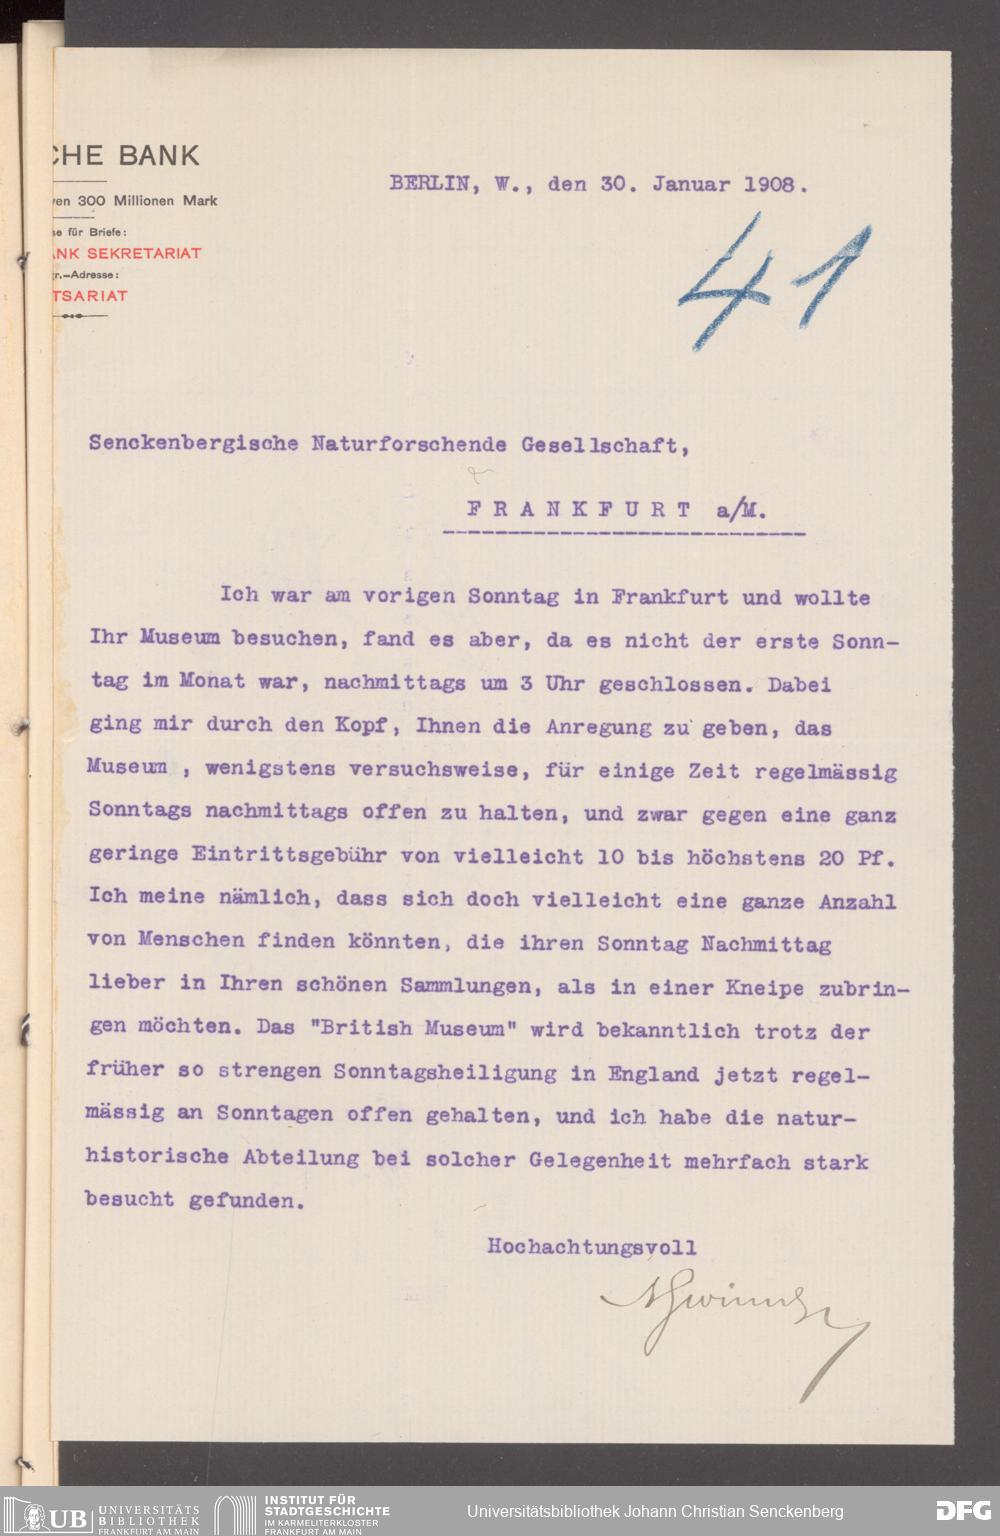 CHE BANK
ven 300 Millionen Mark
se für Briefe:
ANK SEKRETARIAT
gr.-Adresse:
TSARIAT
BERLIN, W., den 30. Januar 1908.
41
Senckenbergische Naturforschende Gesellschaft,
FRANKFURT a/M.
Ich war am vorigen Sonntag in Frankfurt und wollte
Ihr Museum besuchen, fand es aber, da es nicht der erste Sonn-
tag im Monat war, nachmittags um 3 Uhr geschlossen. Dabei
ging mir durch den Kopf, Ihnen die Anregung zu geben, das
Museum , wenigstens versuchsweise, für einige Zeit regelmässig
Sonntags nachmittags offen zu halten, und zwar gegen eine ganz
geringe Eintrittsgebühr von vielleicht 10 bis höchstens 20 Pf.
Ich meine nämlich, dass sich doch vielleicht eine ganze Anzahl
von Menschen finden könnten, die ihren Sonntag Nachmittag
lieber in Ihren schönen Sammlungen, als in einer Kneipe zubrin-
gen möchten. Das "British Museum" wird bekanntlich trotz der
früher so strengen Sonntagsheiligung in England jetzt regel-
mässig an Sonntagen offen gehalten, und ich habe die natur-
historische Abteilung bei solcher Gelegenheit mehrfach stark
besucht gefunden.
Hochachtungsvoll
AGwinner
UB UNIVERSITÄTS
BIBLIOTHEK
FRANKFURT AM MAIN
INSTITUT FÜR
STADTGESCHICHTE
IM KARMELITERKLOSTER
FRANKFURT AM MAIN
Universitätsbibliothek Johann Christian Senckenberg
DFG